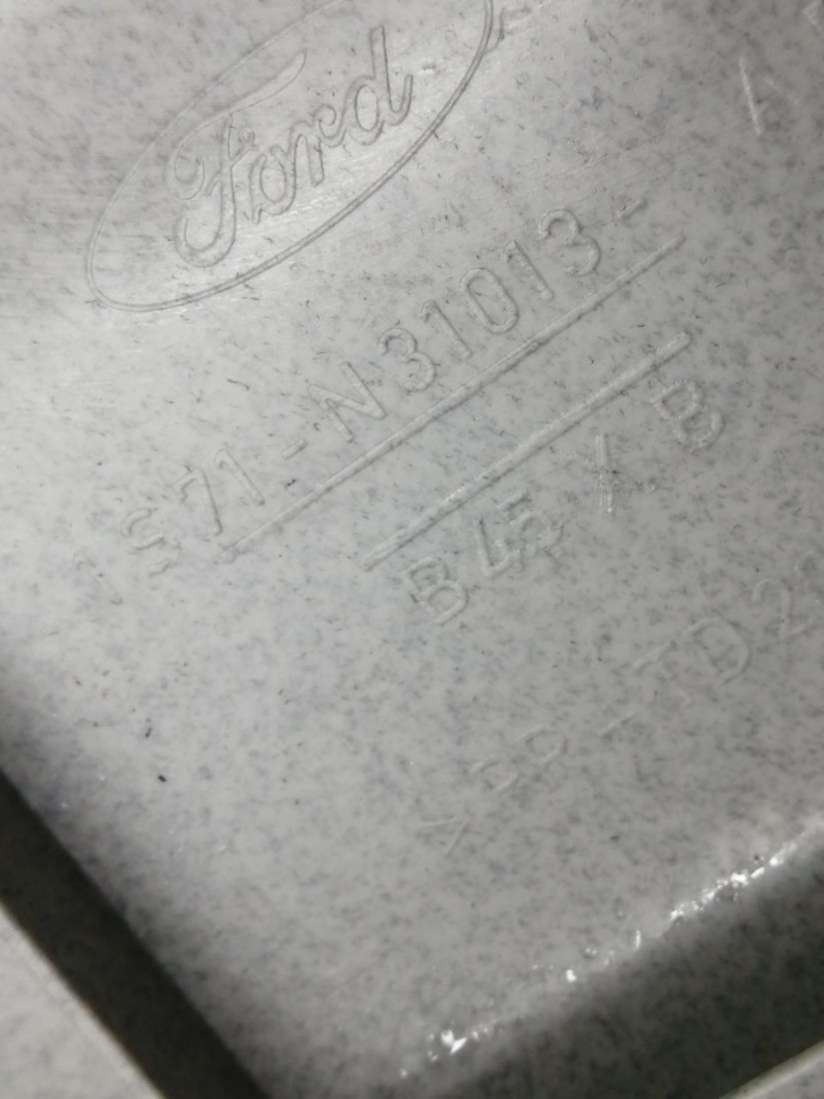 Ford
S71-N31013-
B45 X B